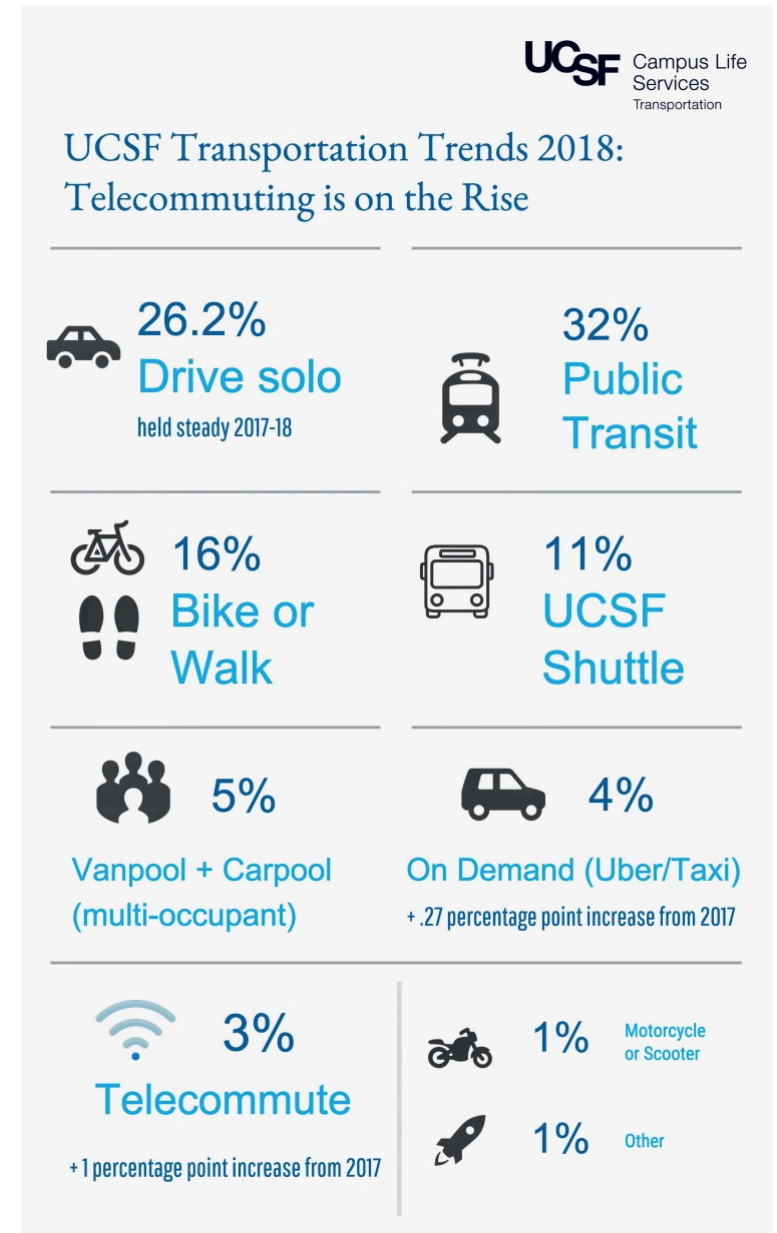 UCSF Campus Life
Services
Transportation
UCSF Transportation Trends 2018:
Telecommuting is on the Rise
26.2%
Drive solo
held steady 2017-18
32%
Public
Transit
16%
Bike or
Walk
11%
UCSF
Shuttle
5%
Vanpool + Carpool
(multi-occupant)
4%
On Demand (Uber/Taxi)
+ .27 percentage point increase from 2017
3%
Telecommute
+ 1 percentage point increase from 2017
1% Motorcycle
or Scooter
1% Other